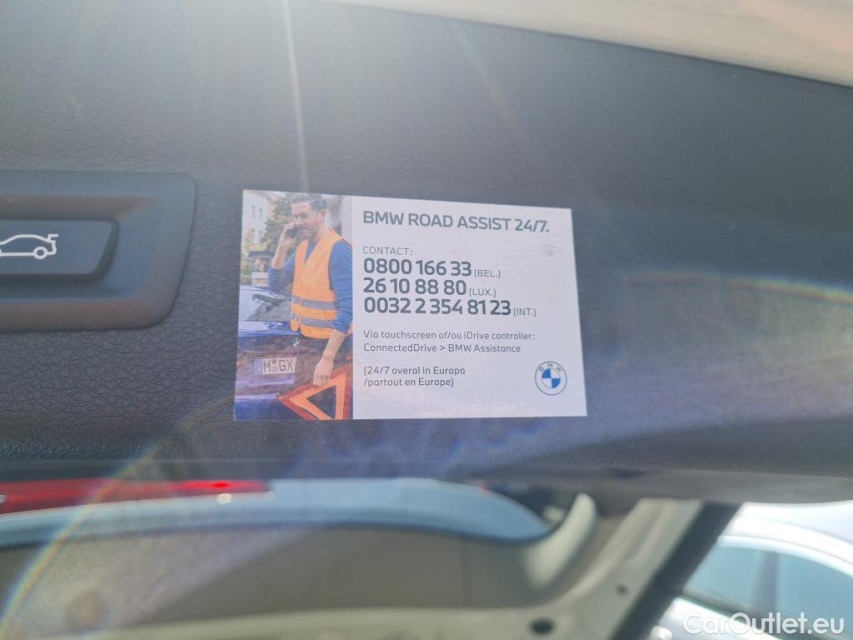 BMW ROAD ASSIST 24/7.
CONTACT:
0800 166 33 (BEL.)
26 10 88 80 (LUX.)
0032 2 354 81 23 (INT.)
Via touchscreen of/ou iDrive controller:
ConnectedDrive > BMW Assistance
(24/7 overal in Europa
/partout en Europe)
BMW
M GX
CarOutlet.eu